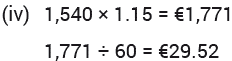 (iv) 1,540 × 1.15 = €1,771
1,771 ÷ 60 = €29.52